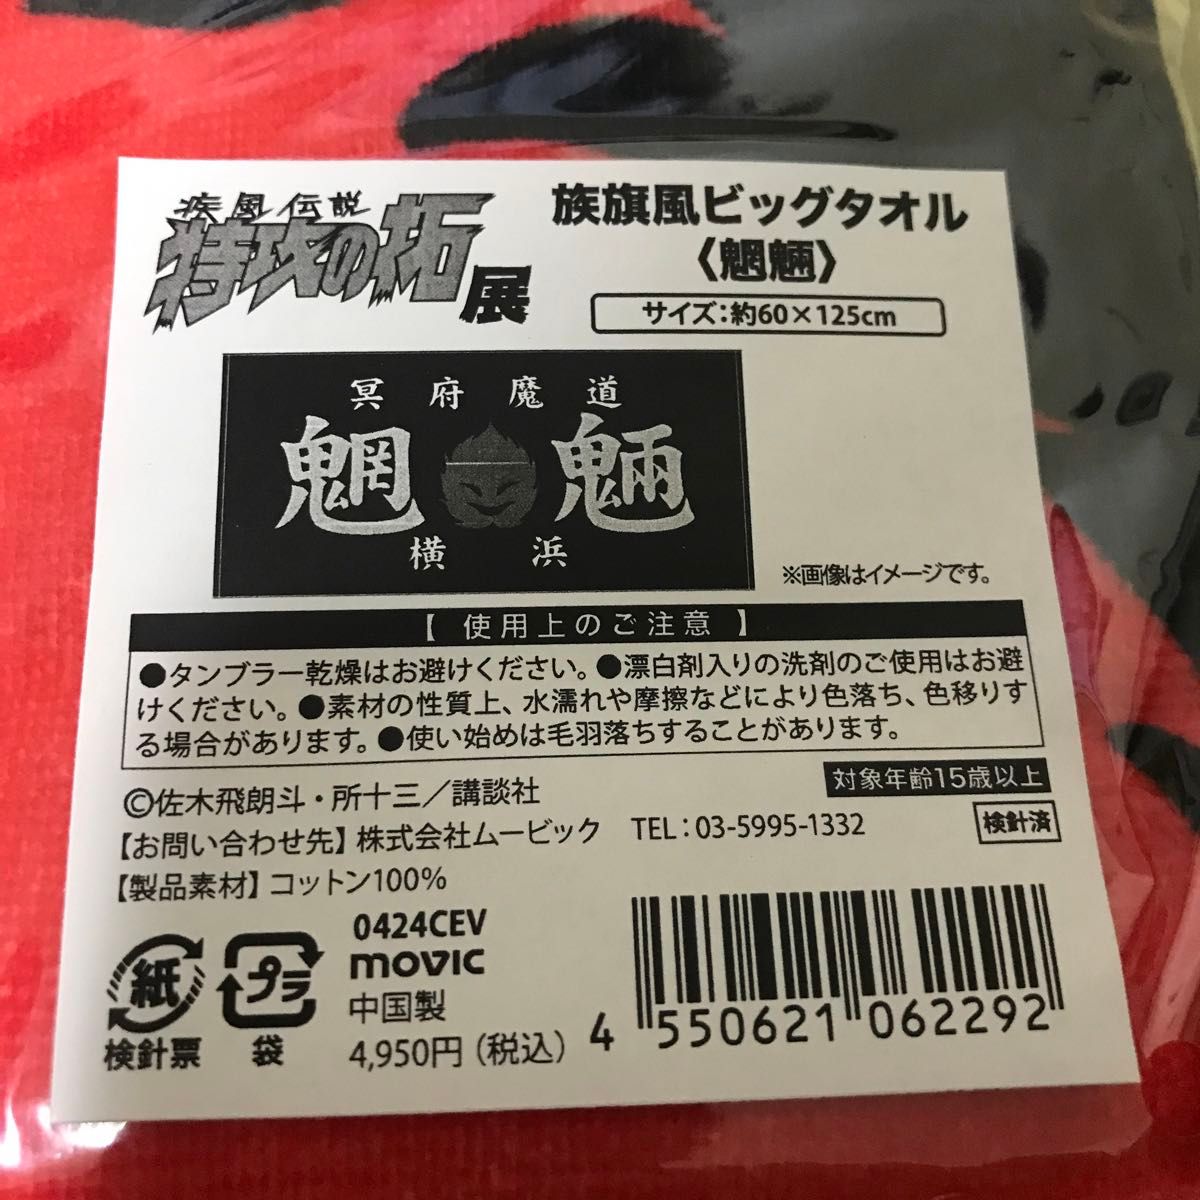 疾風伝説
特攻の拓展
族旗風ビッグタオル
〈魍魎〉
サイズ:約60×125cm
冥府魔道
魍魎
横浜
※画像はイメージです。
【使用上のご注意】
●タンブラー乾燥はお避けください。●漂白剤入りの洗剤のご使用はお避
けください。●素材の性質上、水濡れや摩擦などにより色落ち、色移りす
る場合があります。●使い始めは毛羽落ちすることがあります。
対象年齢15歳以上
©佐木飛朗斗・所十三/講談社
【お問い合わせ先】株式会社ムービック TEL:03-5995-1332
検針済
【製品素材】コットン100%
紙
検針票
プラ
袋
0424CEV
movic
中国製
4,950円(税込)
4 550621 062292